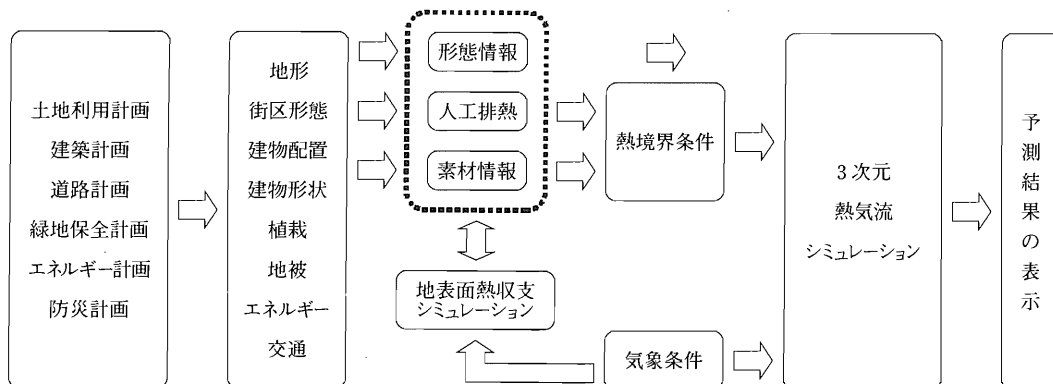 土地利用計画
建築計画
道路計画
緑地保全計画
エネルギー計画
防災計画
地形
街区形態
建物配置
建物形状
植栽
地被
エネルギー
交通
形態情報
人工排熱
素材情報
地表面熱収支
シミュレーション
熱境界条件
気象条件
3次元
熱気流
シミュレーション
予測結果の表示